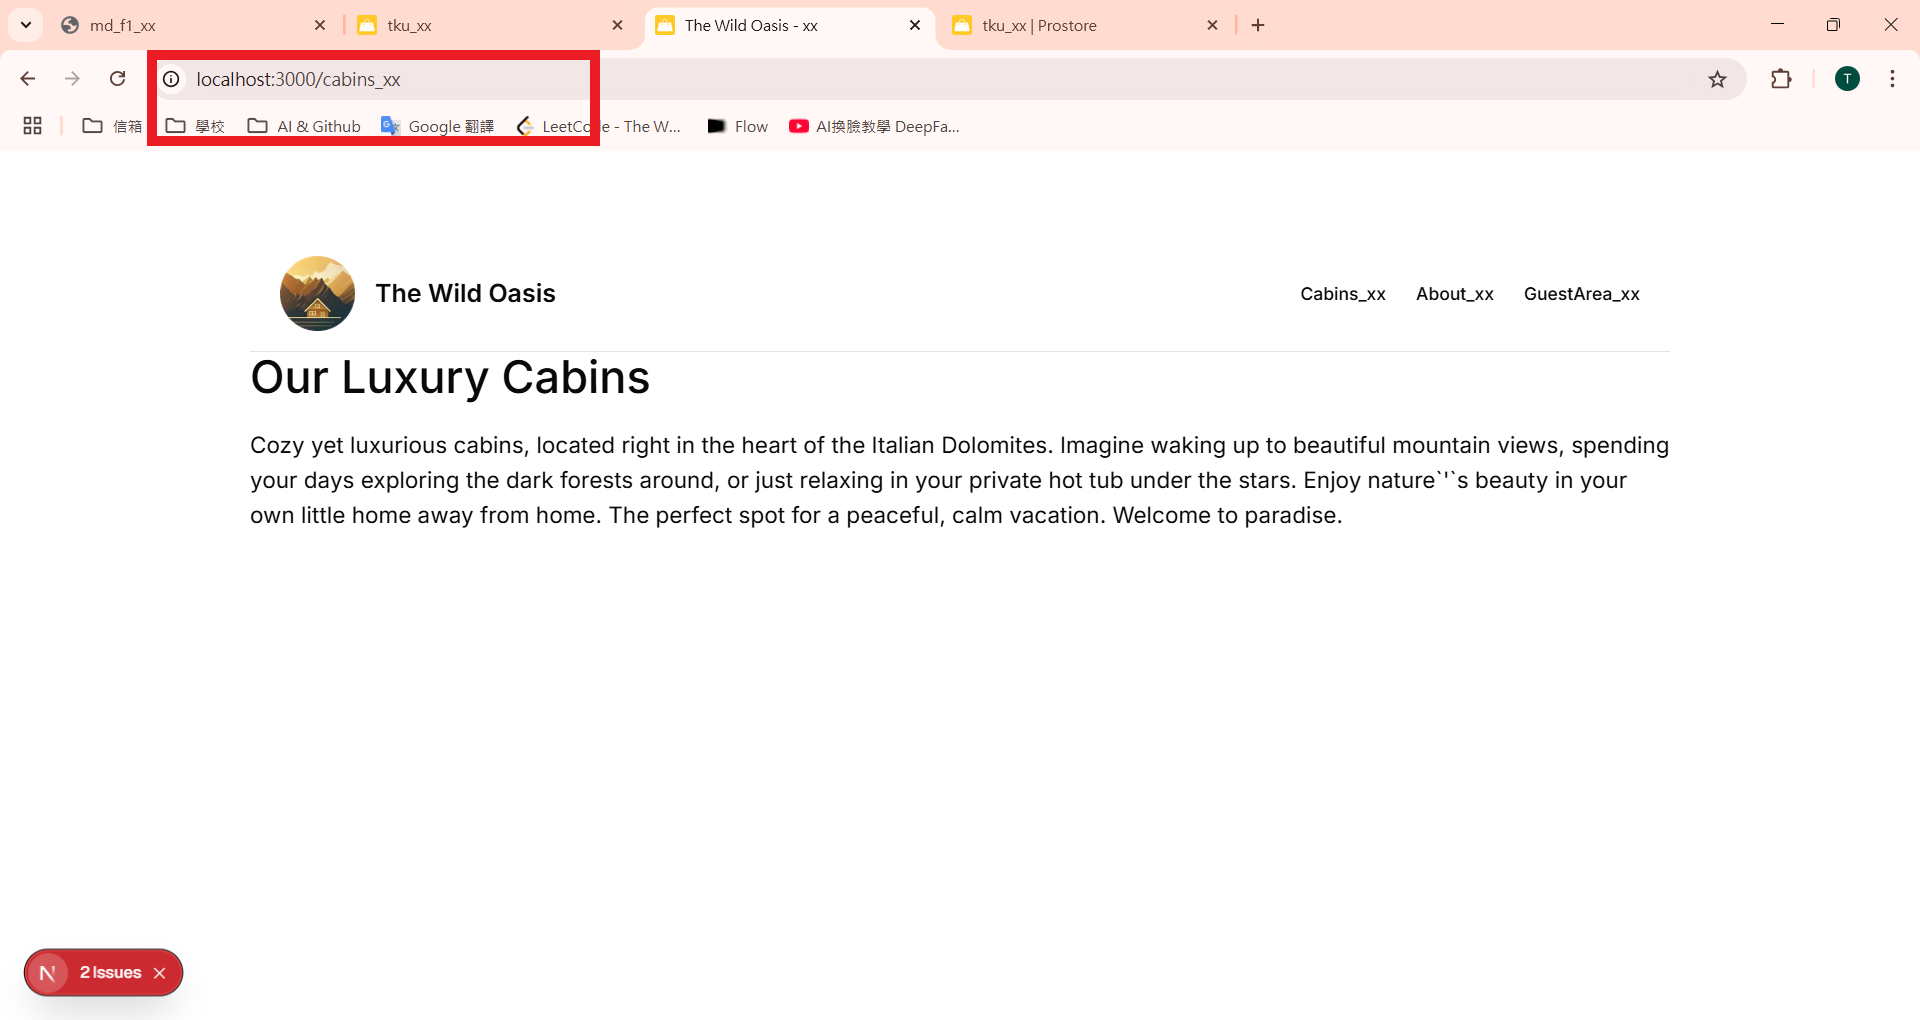 md_f1_xx
tku_xx
The Wild Oasis - xx
tku_xx | Prostore
localhost:3000/cabins_xx
T
信箱
學校
AI & Github
Google 翻譯
LeetCode - The W...
Flow
AI換臉教學 DeepFa...
The Wild Oasis
Cabins_xx
About_xx
GuestArea_xx
Our Luxury Cabins
Cozy yet luxurious cabins, located right in the heart of the Italian Dolomites. Imagine waking up to beautiful mountain views, spending
your days exploring the dark forests around, or just relaxing in your private hot tub under the stars. Enjoy nature`'`s beauty in your
own little home away from home. The perfect spot for a peaceful, calm vacation. Welcome to paradise.
N
2 Issues